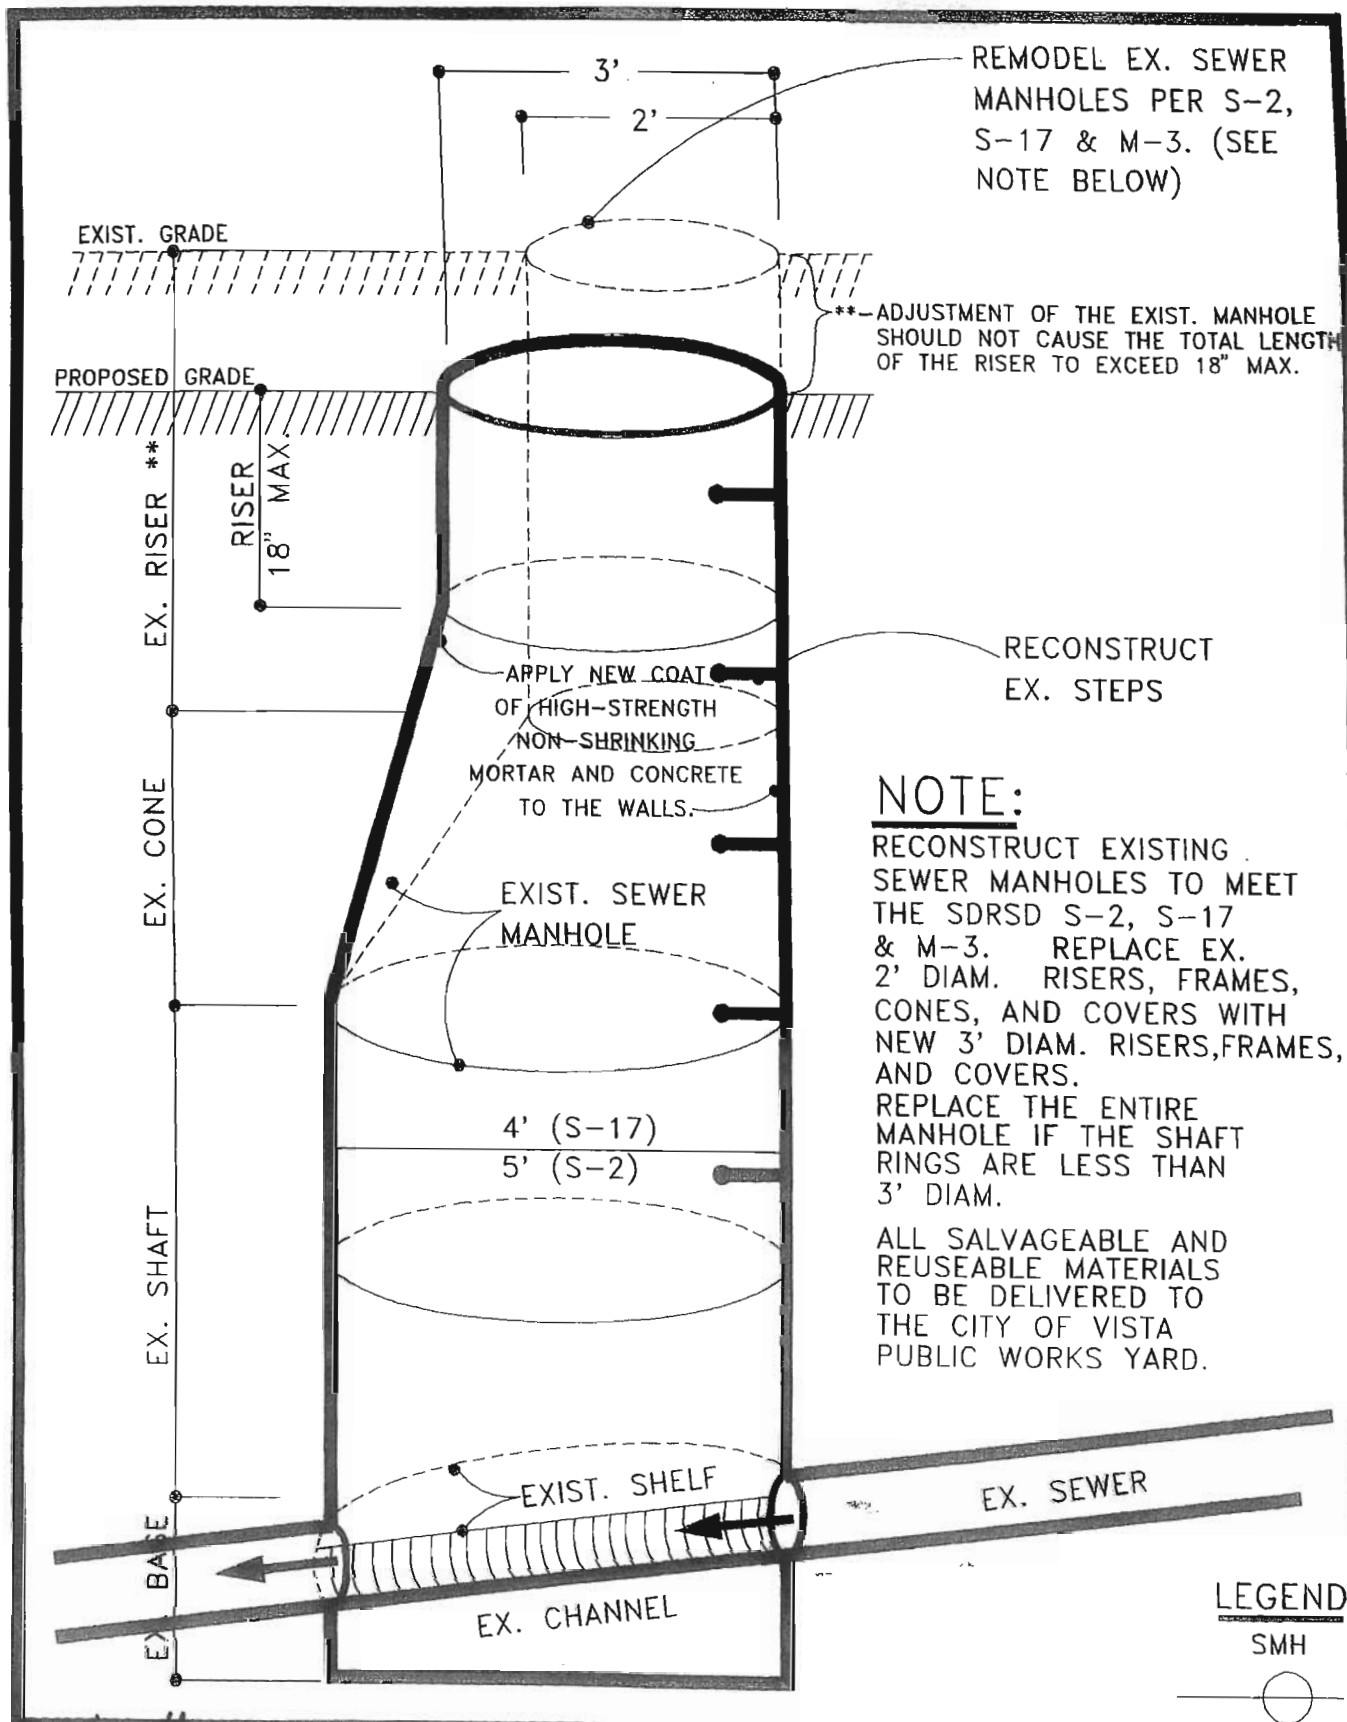 3'
2'
REMODEL EX. SEWER
MANHOLES PER S-2,
S-17 & M-3. (SEE
NOTE BELOW)
EXIST. GRADE
**
ADJUSTMENT OF THE EXIST. MANHOLE
SHOULD NOT CAUSE THE TOTAL LENGTH
OF THE RISER TO EXCEED 18" MAX.
PROPOSED GRADE
EX. RISER **
RISER
18" MAX.
APPLY NEW COAT
OF HIGH-STRENGTH
NON-SHRINKING
MORTAR AND CONCRETE
TO THE WALLS.
RECONSTRUCT
EX. STEPS
EX. CONE
EXIST. SEWER
MANHOLE
NOTE:
RECONSTRUCT EXISTING
SEWER MANHOLES TO MEET
THE SDRSD S-2, S-17
& M-3. REPLACE EX.
2' DIAM. RISERS, FRAMES,
CONES, AND COVERS WITH
NEW 3' DIAM. RISERS,FRAMES,
AND COVERS.
REPLACE THE ENTIRE
MANHOLE IF THE SHAFT
RINGS ARE LESS THAN
3' DIAM.
ALL SALVAGEABLE AND
REUSEABLE MATERIALS
TO BE DELIVERED TO
THE CITY OF VISTA
PUBLIC WORKS YARD.
4' (S-17)
5' (S-2)
EX. SHAFT
EXIST. SHELF
EX. SEWER
EX. BASE
EX. CHANNEL
LEGEND
SMH